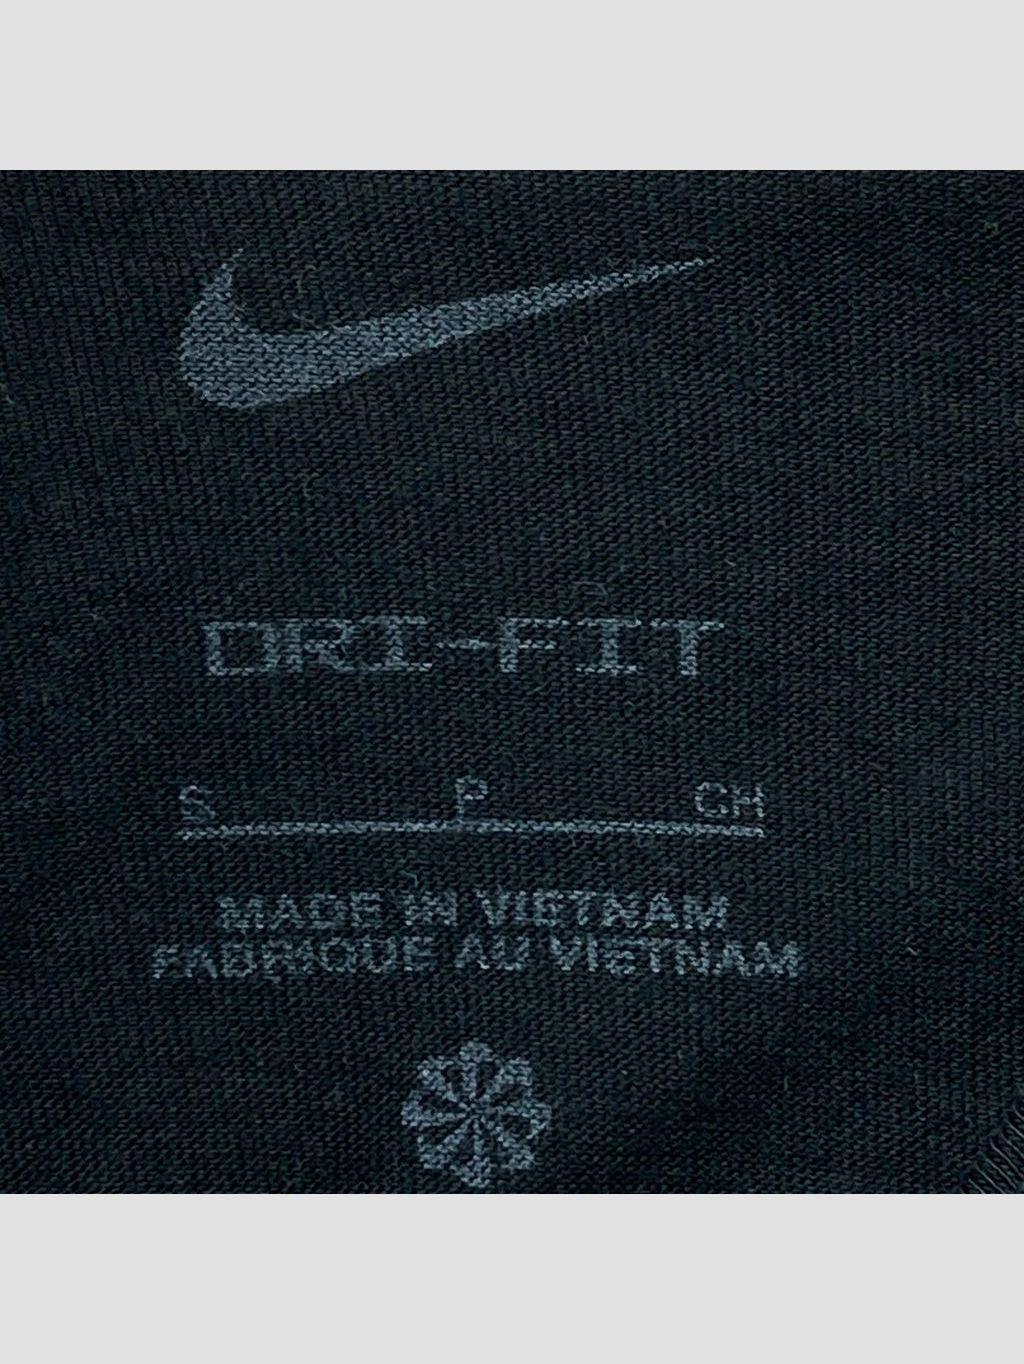 DRI-FIT
S P CH
MADE IN VIETNAM
FABRIQUE AU VIETNAM